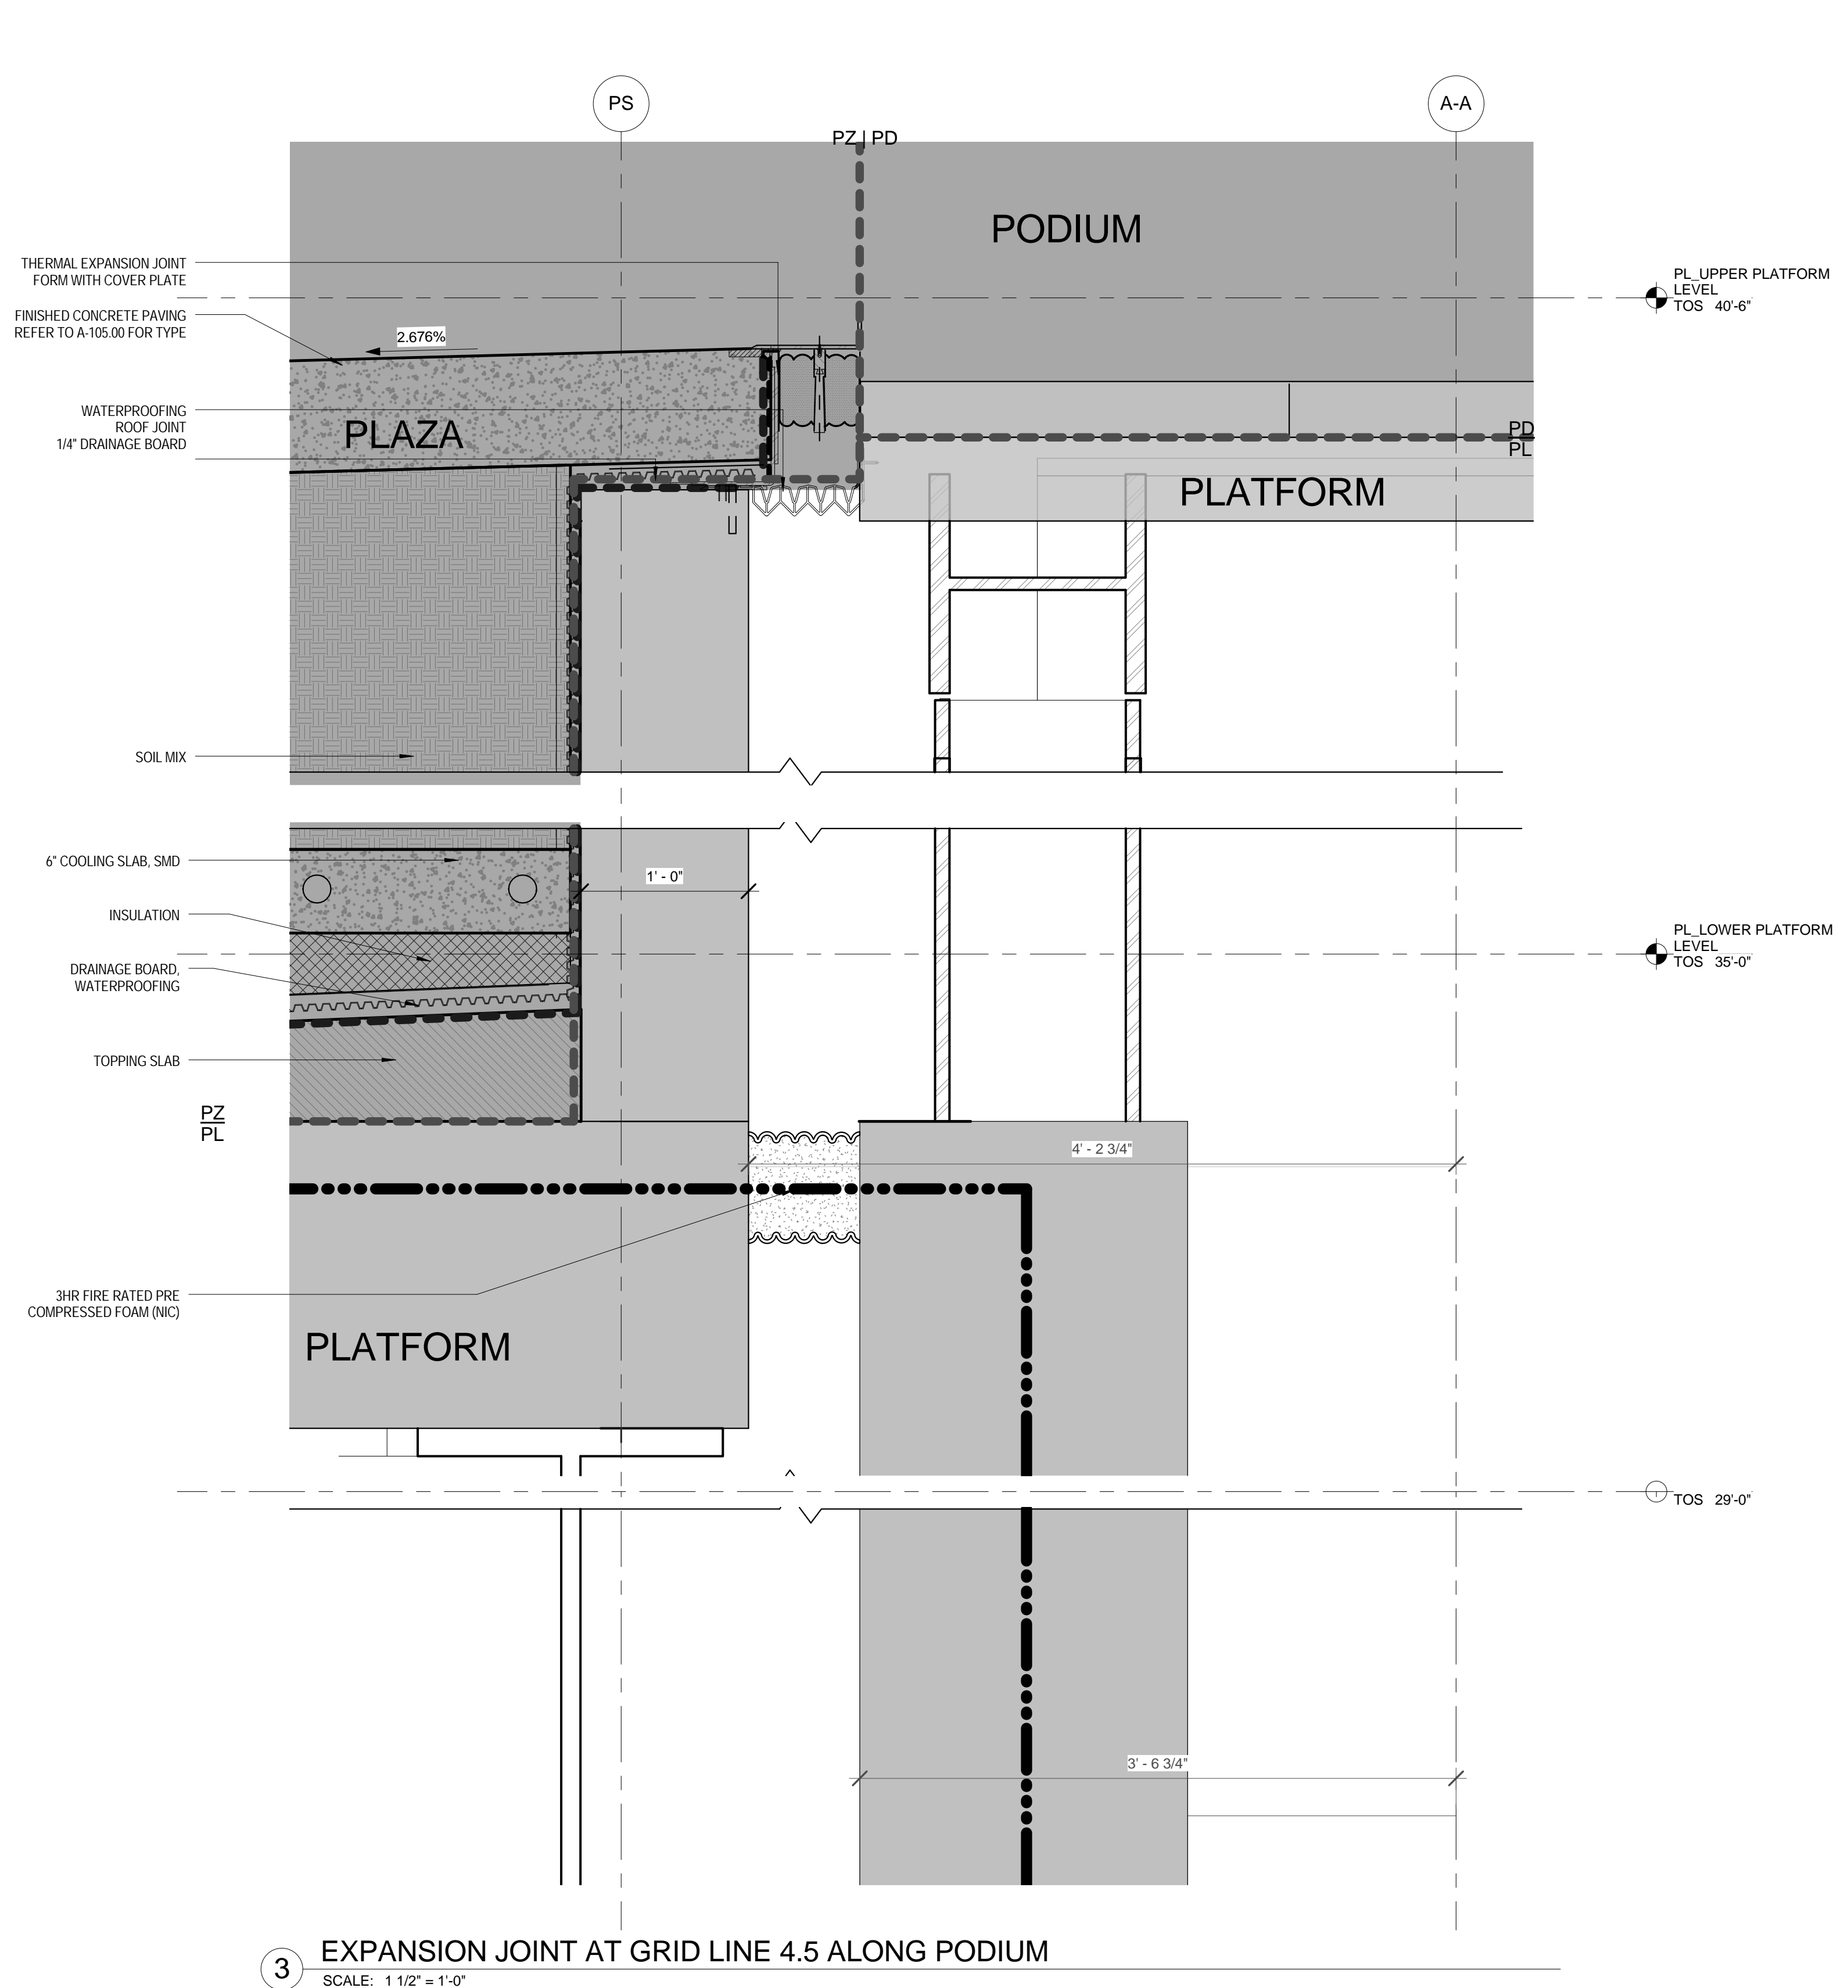 PS
A-A
PZ | PD
PODIUM
THERMAL EXPANSION JOINT
FORM WITH COVER PLATE
PL_UPPER PLATFORM
LEVEL
TOS 40'-6"
FINISHED CONCRETE PAVING
REFER TO A-105.00 FOR TYPE
2.676%
WATERPROOFING
ROOF JOINT
1/4" DRAINAGE BOARD
PLAZA
PD
PL
PLATFORM
SOIL MIX
6" COOLING SLAB, SMD
1' - 0"
INSULATION
PL_LOWER PLATFORM
LEVEL
TOS 35'-0"
DRAINAGE BOARD,
WATERPROOFING
TOPPING SLAB
PZ
PL
4' - 2 3/4"
3HR FIRE RATED PRE
COMPRESSED FOAM (NIC)
PLATFORM
TOS 29'-0"
3' - 6 3/4"
3 EXPANSION JOINT AT GRID LINE 4.5 ALONG PODIUM
SCALE: 1 1/2" = 1'-0"